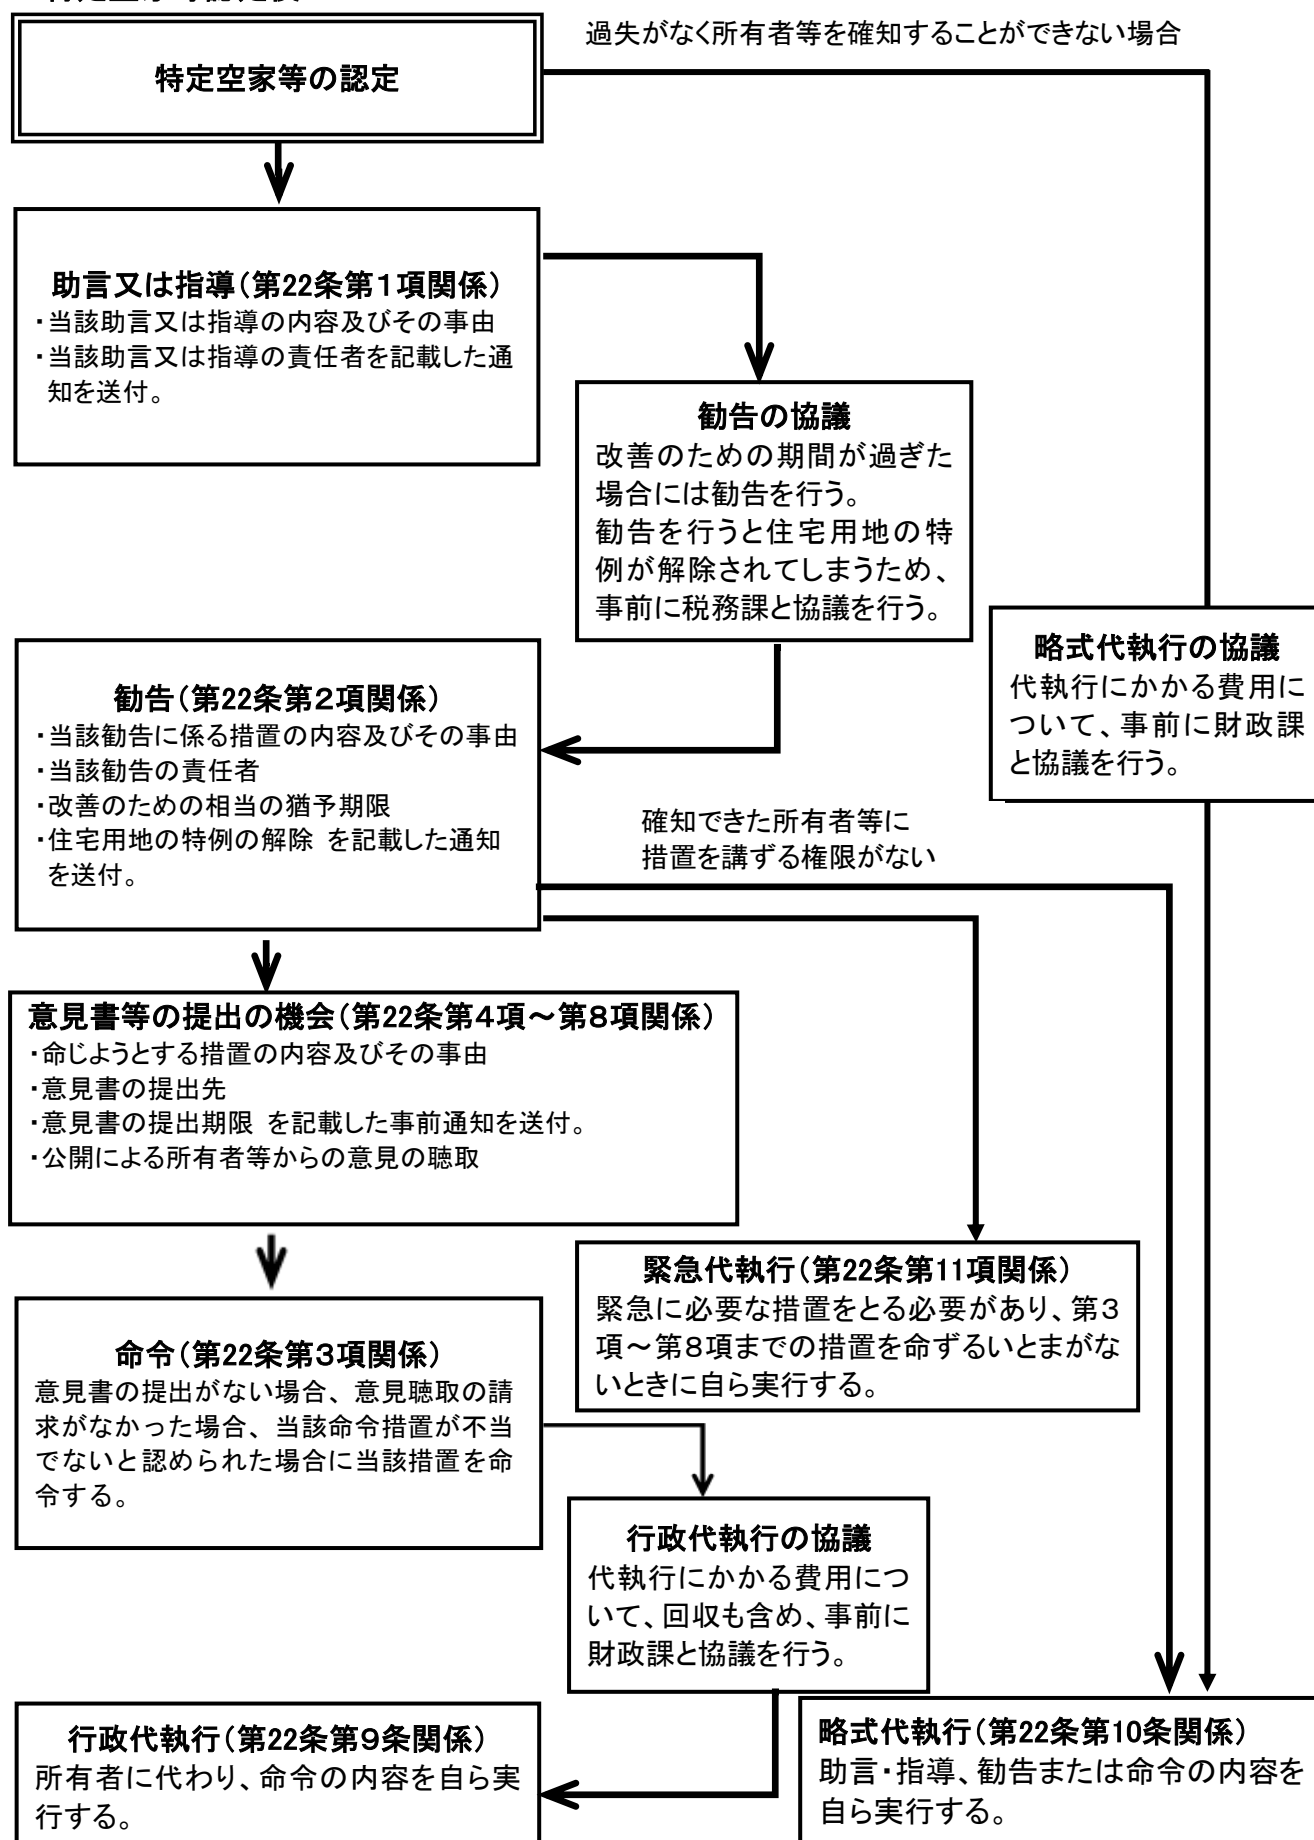 過失がなく所有者等を確知することができない場合
特定空家等の認定
助言又は指導(第22条第1項関係)
・当該助言又は指導の内容及びその事由
・当該助言又は指導の責任者を記載した通
知を送付。
勧告の協議
改善のための期間が過ぎた
場合には勧告を行う。
勧告を行うと住宅用地の特
例が解除されてしまうため、
事前に税務課と協議を行う。
略式代執行の協議
代執行にかかる費用に
ついて、事前に財政課
と協議を行う。
勧告(第22条第2項関係)
・当該勧告に係る措置の内容及びその事由
・当該勧告の責任者
・改善のための相当の猶予期限
・住宅用地の特例の解除 を記載した通知
を送付。
確知できた所有者等に
措置を講ずる権限がない
意見書等の提出の機会(第22条第4項~第8項関係)
・命じようとする措置の内容及びその事由
・意見書の提出先
・意見書の提出期限 を記載した事前通知を送付。
・公開による所有者等からの意見の聴取
緊急代執行(第22条第11項関係)
緊急に必要な措置をとる必要があり、第3
項~第8項までの措置を命ずるいとまがな
いときに自ら実行する。
命令(第22条第3項関係)
意見書の提出がない場合、意見聴取の請
求がなかった場合、当該命令措置が不当
でないと認められた場合に当該措置を命
令する。
行政代執行の協議
代執行にかかる費用につ
いて、回収も含め、事前に
財政課と協議を行う。
行政代執行(第22条第9条関係)
所有者に代わり、命令の内容を自ら実
行する。
略式代執行(第22条第10条関係)
助言・指導、勧告または命令の内容を
自ら実行する。